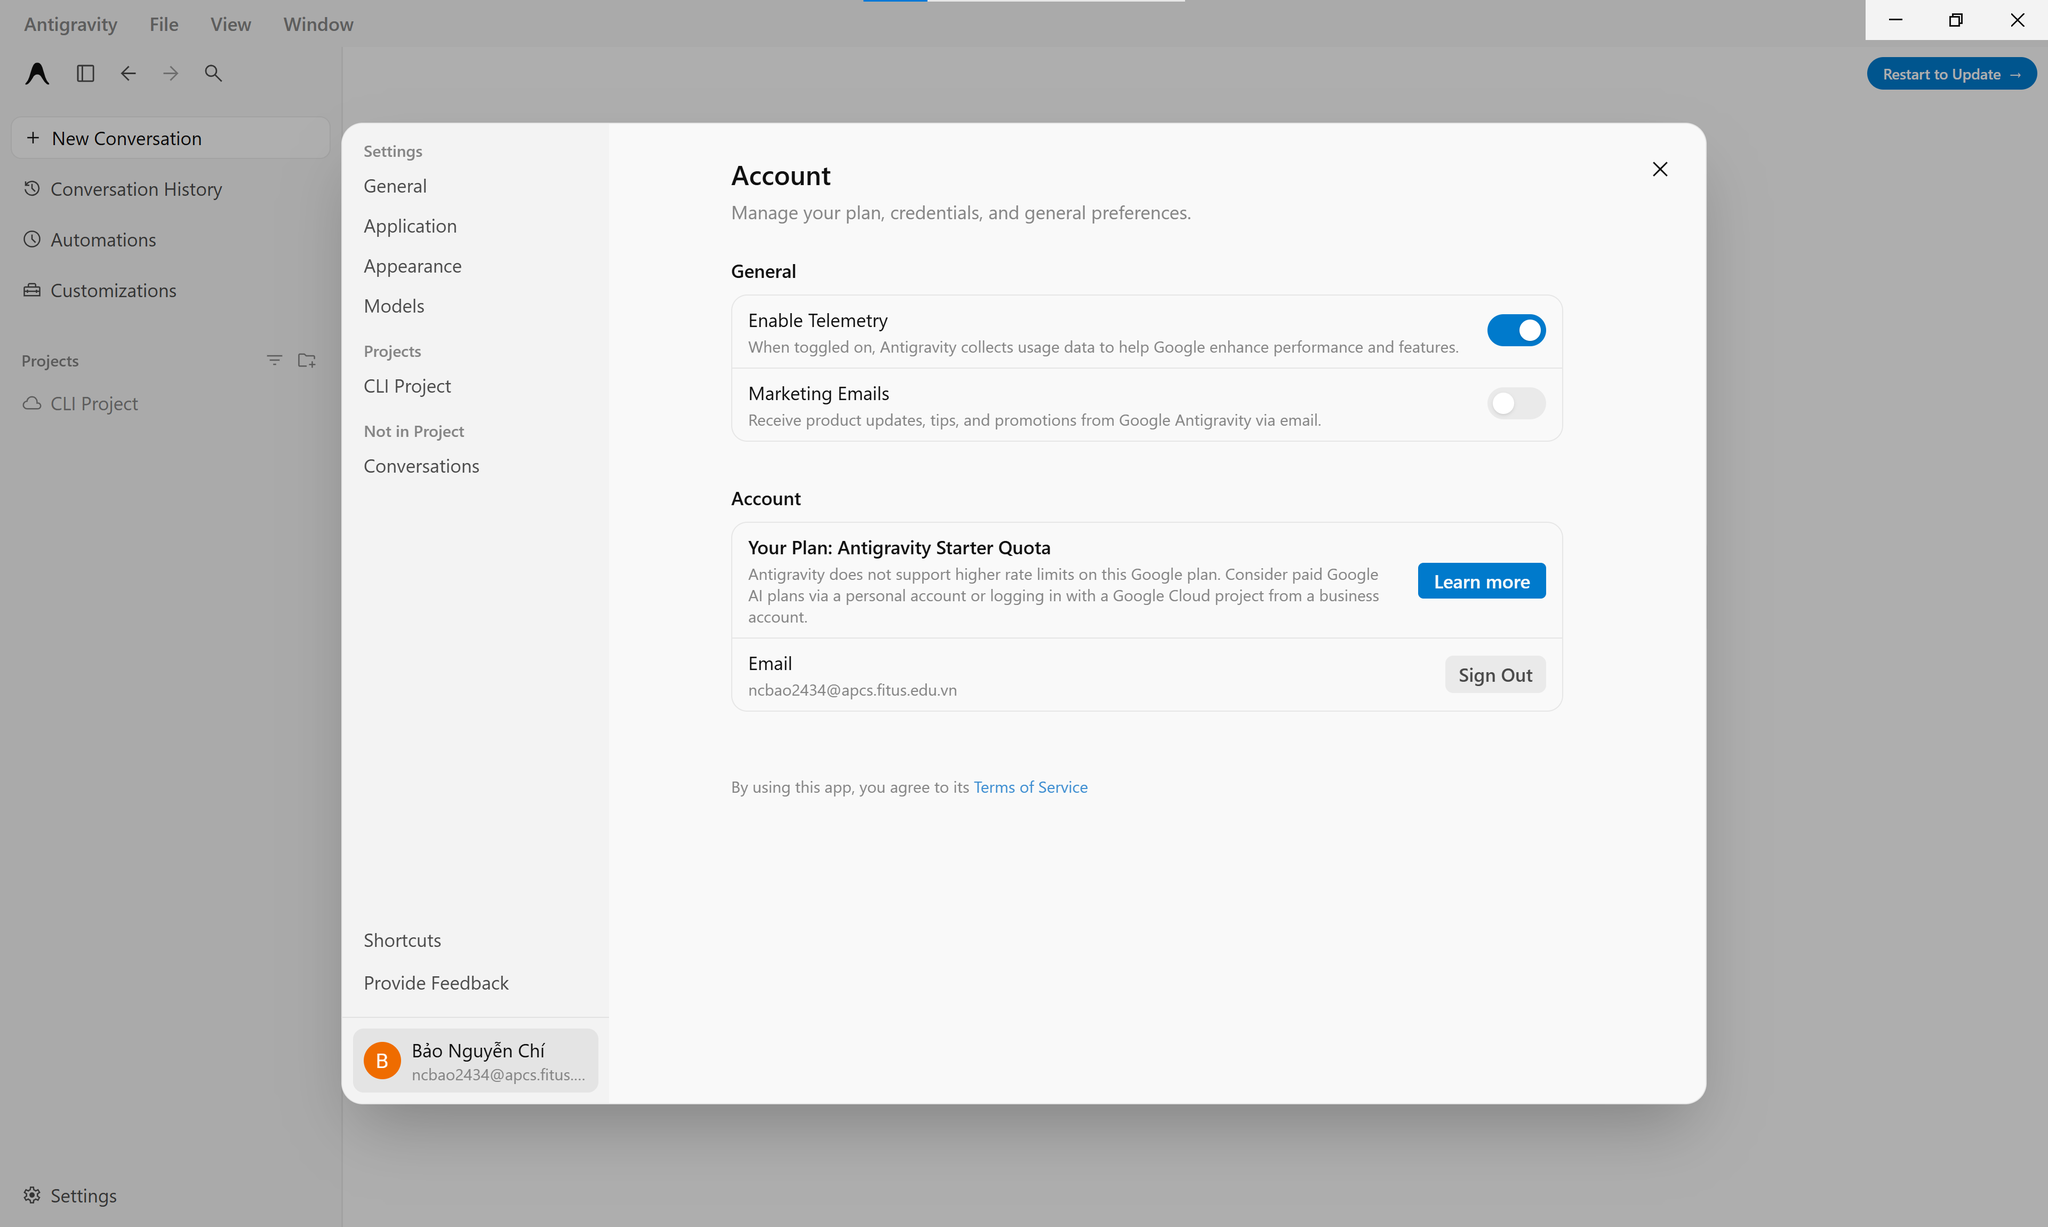 Antigravity File View Window
Restart to Update →
New Conversation
Conversation History
Automations
Customizations
Projects
CLI Project
Settings
Settings
General
Application
Appearance
Models
Projects
CLI Project
Not in Project
Conversations
Shortcuts
Provide Feedback
B
Bảo Nguyễn Chí
ncbao2434@apcs.fitus....
Account
Manage your plan, credentials, and general preferences.
General
Enable Telemetry
When toggled on, Antigravity collects usage data to help Google enhance performance and features.
Marketing Emails
Receive product updates, tips, and promotions from Google Antigravity via email.
Account
Your Plan: Antigravity Starter Quota
Antigravity does not support higher rate limits on this Google plan. Consider paid Google
AI plans via a personal account or logging in with a Google Cloud project from a business
account.
Learn more
Email
ncbao2434@apcs.fitus.edu.vn
Sign Out
By using this app, you agree to its Terms of Service